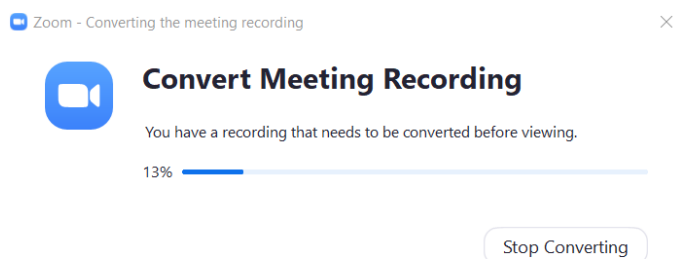 Zoom - Converting the meeting recording
Convert Meeting Recording
You have a recording that needs to be converted before viewing.
13%
Stop Converting